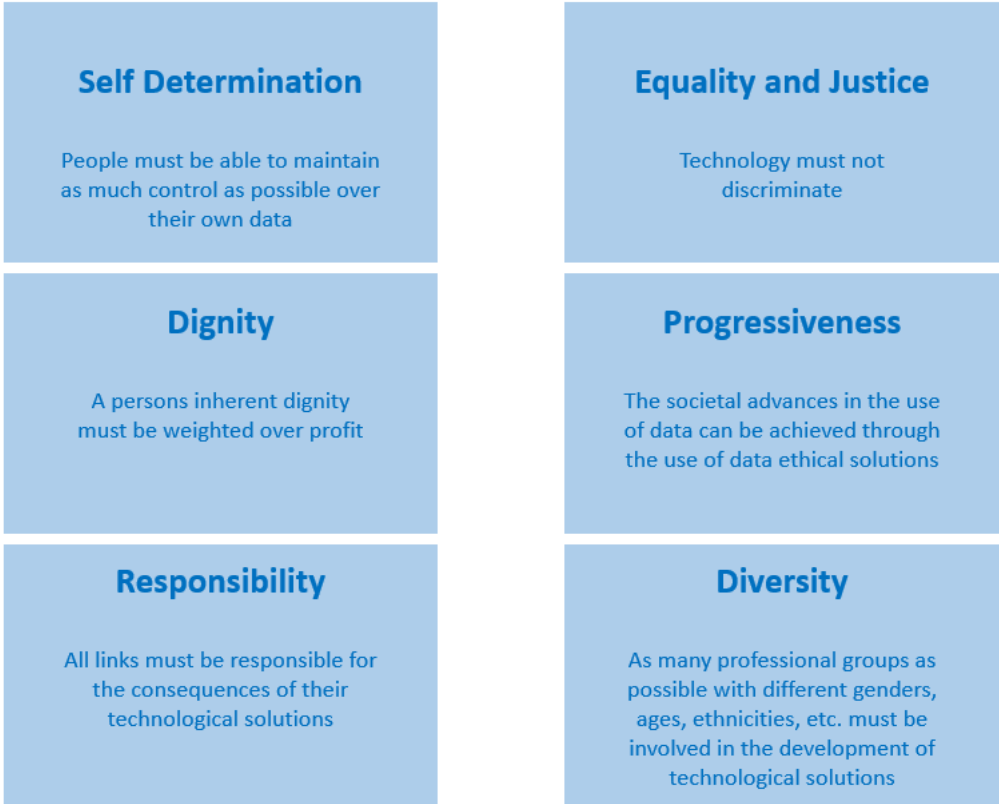 Self Determination
People must be able to maintain
as much control as possible over
their own data
Equality and Justice
Technology must not
discriminate
Dignity
A persons inherent dignity
must be weighted over profit
Progressiveness
The societal advances in the use
of data can be achieved through
the use of data ethical solutions
Responsibility
All links must be responsible for
the consequences of their
technological solutions
Diversity
As many professional groups as
possible with different genders,
ages, ethnicities, etc. must be
involved in the development of
technological solutions